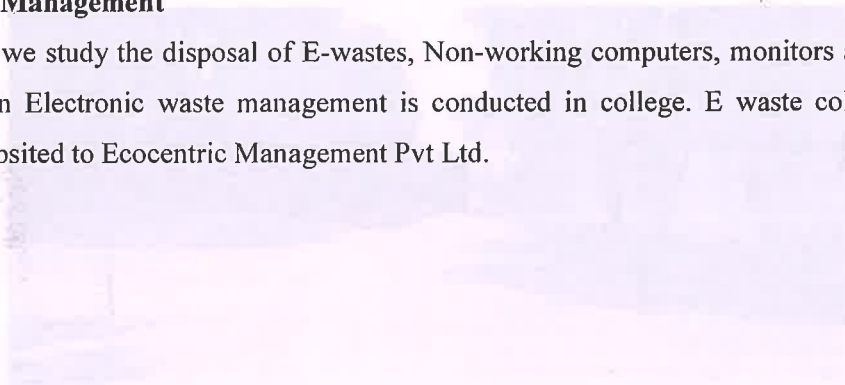 Management
we study the disposal of E-wastes, Non-working computers, monitors
n Electronic waste management is conducted in college. E waste col
osited to Ecocentric Management Pvt Ltd.